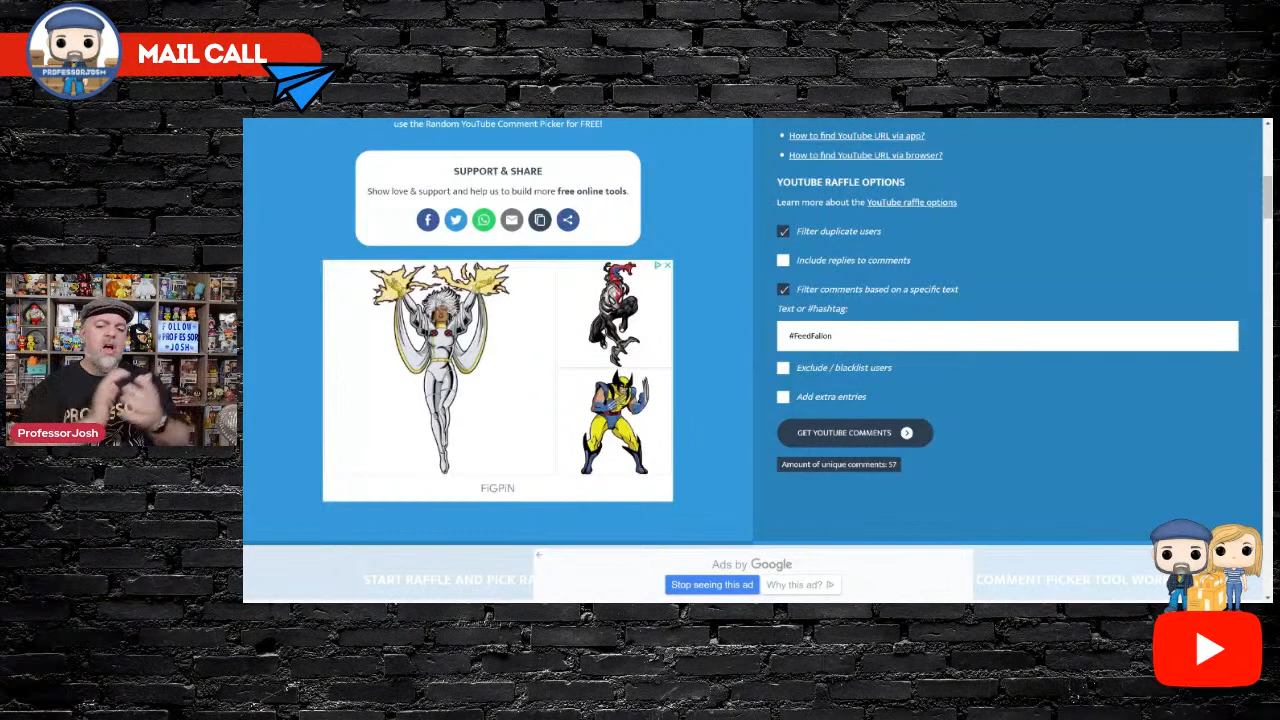 MAIL CALL
PROFESSORJOSH
use the Random YouTube Comment Picker for FREE!
SUPPORT & SHARE
Show love & support and help us to build more free online tools.
FiGPiN
How to find YouTube URL via app?
How to find YouTube URL via browser?
YOUTUBE RAFFLE OPTIONS
Learn more about the YouTube raffle options
Filter duplicate users
Include replies to comments
Filter comments based on a specific text
Text or #hashtag:
#FeedFallon
Exclude / blacklist users
Add extra entries
GET YOUTUBE COMMENTS
Amount of unique comments: 57
FOLLOW
PROFESSOR
JOSH
ProfessorJosh
START RAFFLE AND PICK
Ads by Google
Stop seeing this ad
Why this ad?
COMMENT PICKER TOOL